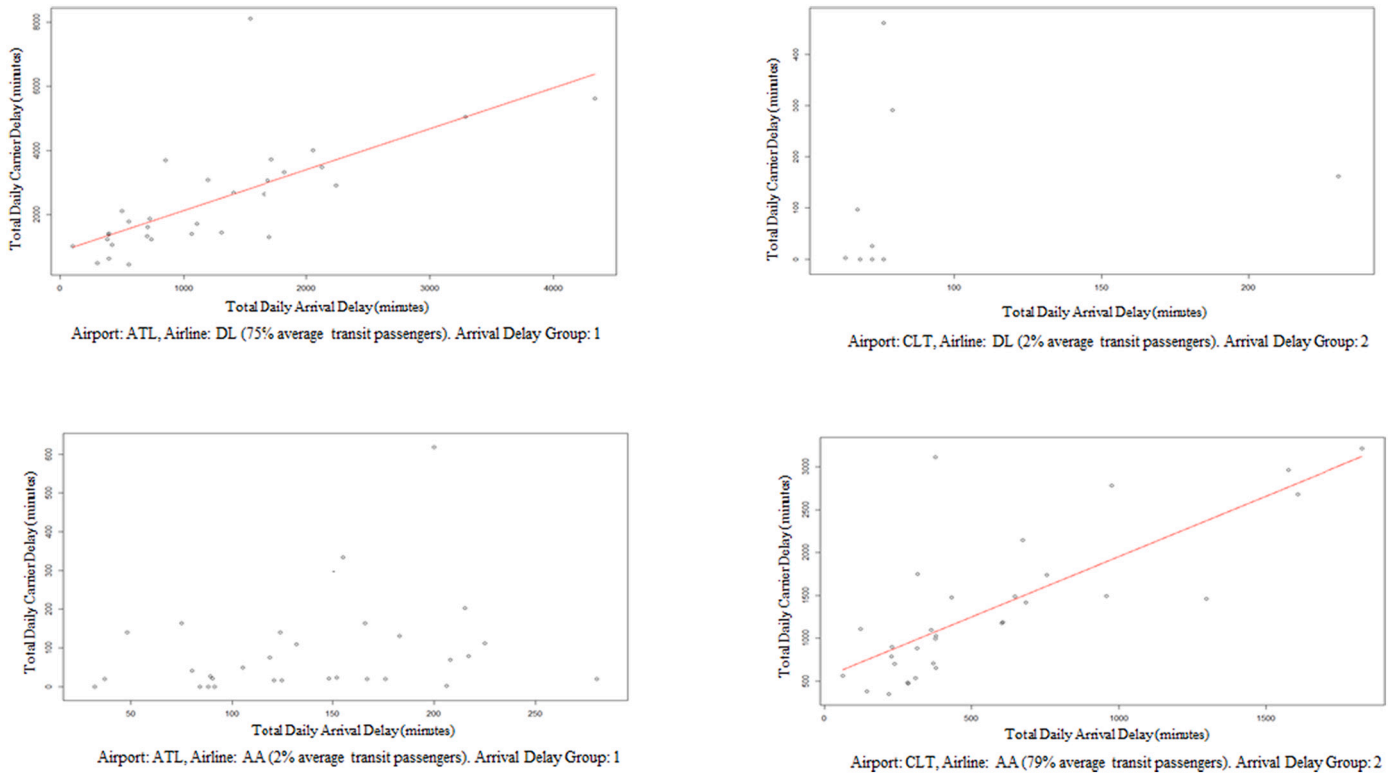 Total Daily Carrier Delay (minutes)
8000
6000
4000
2000
0 1000 2000 3000 4000
Total Daily Arrival Delay (minutes)
Airport: ATL, Airline: DL (75% average transit passengers). Arrival Delay Group: 1
Total Daily Carrier Delay (minutes)
400
300
200
100
0
100 150 200
Total Daily Arrival Delay (minutes)
Airport: CLT, Airline: DL (2% average transit passengers). Arrival Delay Group: 2
Total Daily Carrier Delay (minutes)
600
500
400
300
200
100
0
50 100 150 200 250
Total Daily Arrival Delay (minutes)
Airport: ATL, Airline: AA (2% average transit passengers). Arrival Delay Group: 1
Total Daily Carrier Delay (minutes)
3000
2500
2000
1500
1000
500
0 500 1000 1500
Total Daily Arrival Delay (minutes)
Airport: CLT, Airline: AA (79% average transit passengers). Arrival Delay Group: 2